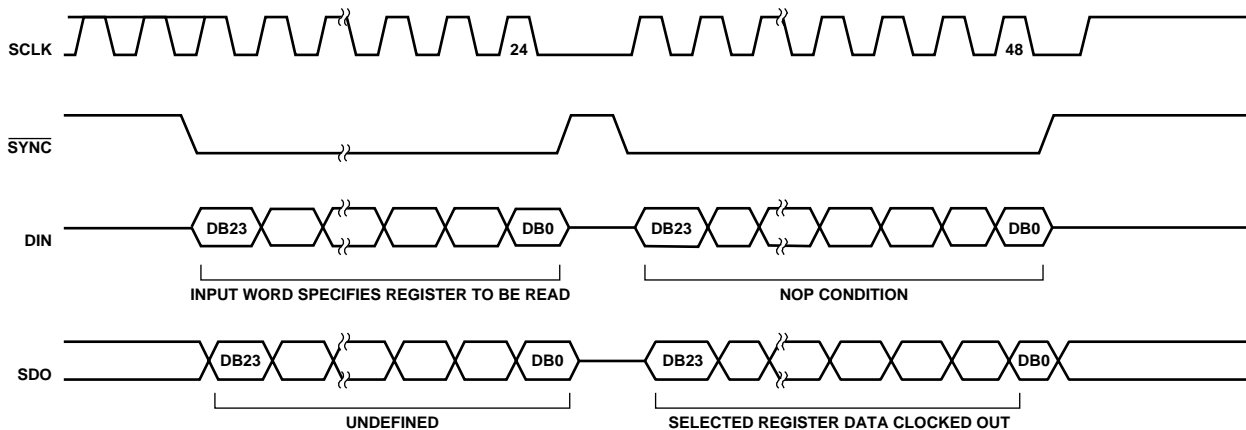 SCLK
24
48
SYNC
DIN
DB23
DB0
DB23
DB0
INPUT WORD SPECIFIES REGISTER TO BE READ
NOP CONDITION
SDO
DB23
DB0
DB23
DB0
UNDEFINED
SELECTED REGISTER DATA CLOCKED OUT